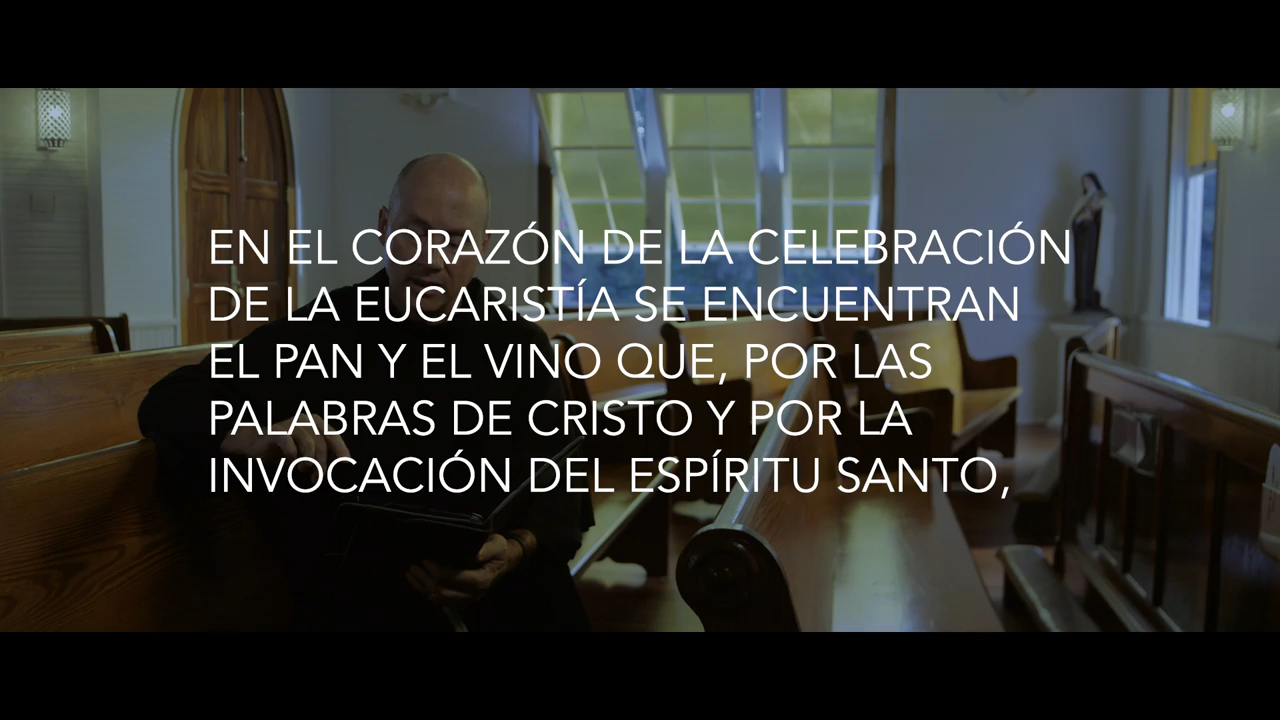 EN EL CORAZÓN DE LA CELEBRACIÓN
DE LA EUCARISTÍA SE ENCUENTRAN
EL PAN Y EL VINO QUE, POR LAS
PALABRAS DE CRISTO Y POR LA
INVOCACIÓN DEL ESPÍRITU SANTO,